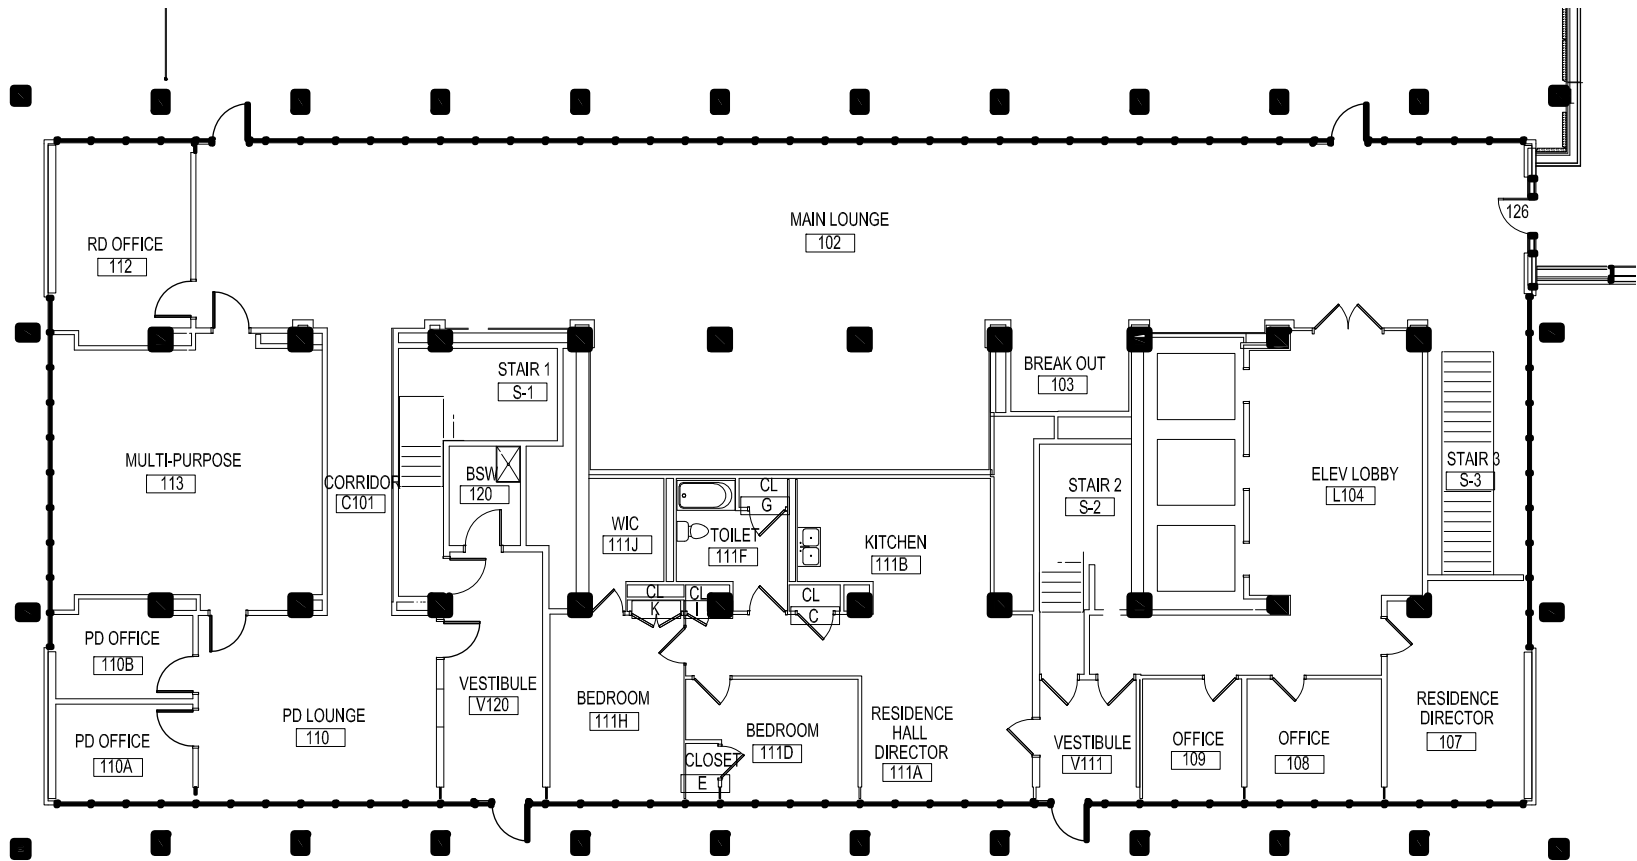 126
MAIN LOUNGE
102
RD OFFICE
112
STAIR 1
S-1
BREAK OUT
103
MULTI-PURPOSE
113
CORRIDOR
C101
BSW
120
CL
G
STAIR 2
S-2
ELEV LOBBY
L104
STAIR 3
S-3
WIC
111J
TOILET
111F
KITCHEN
111B
CL
K
CL
I
CL
C
PD OFFICE
110B
VESTIBULE
V120
BEDROOM
111H
PD LOUNGE
110
PD OFFICE
110A
BEDROOM
111D
CLOSET
E
RESIDENCE
HALL
DIRECTOR
111A
VESTIBULE
V111
OFFICE
109
OFFICE
108
RESIDENCE
DIRECTOR
107